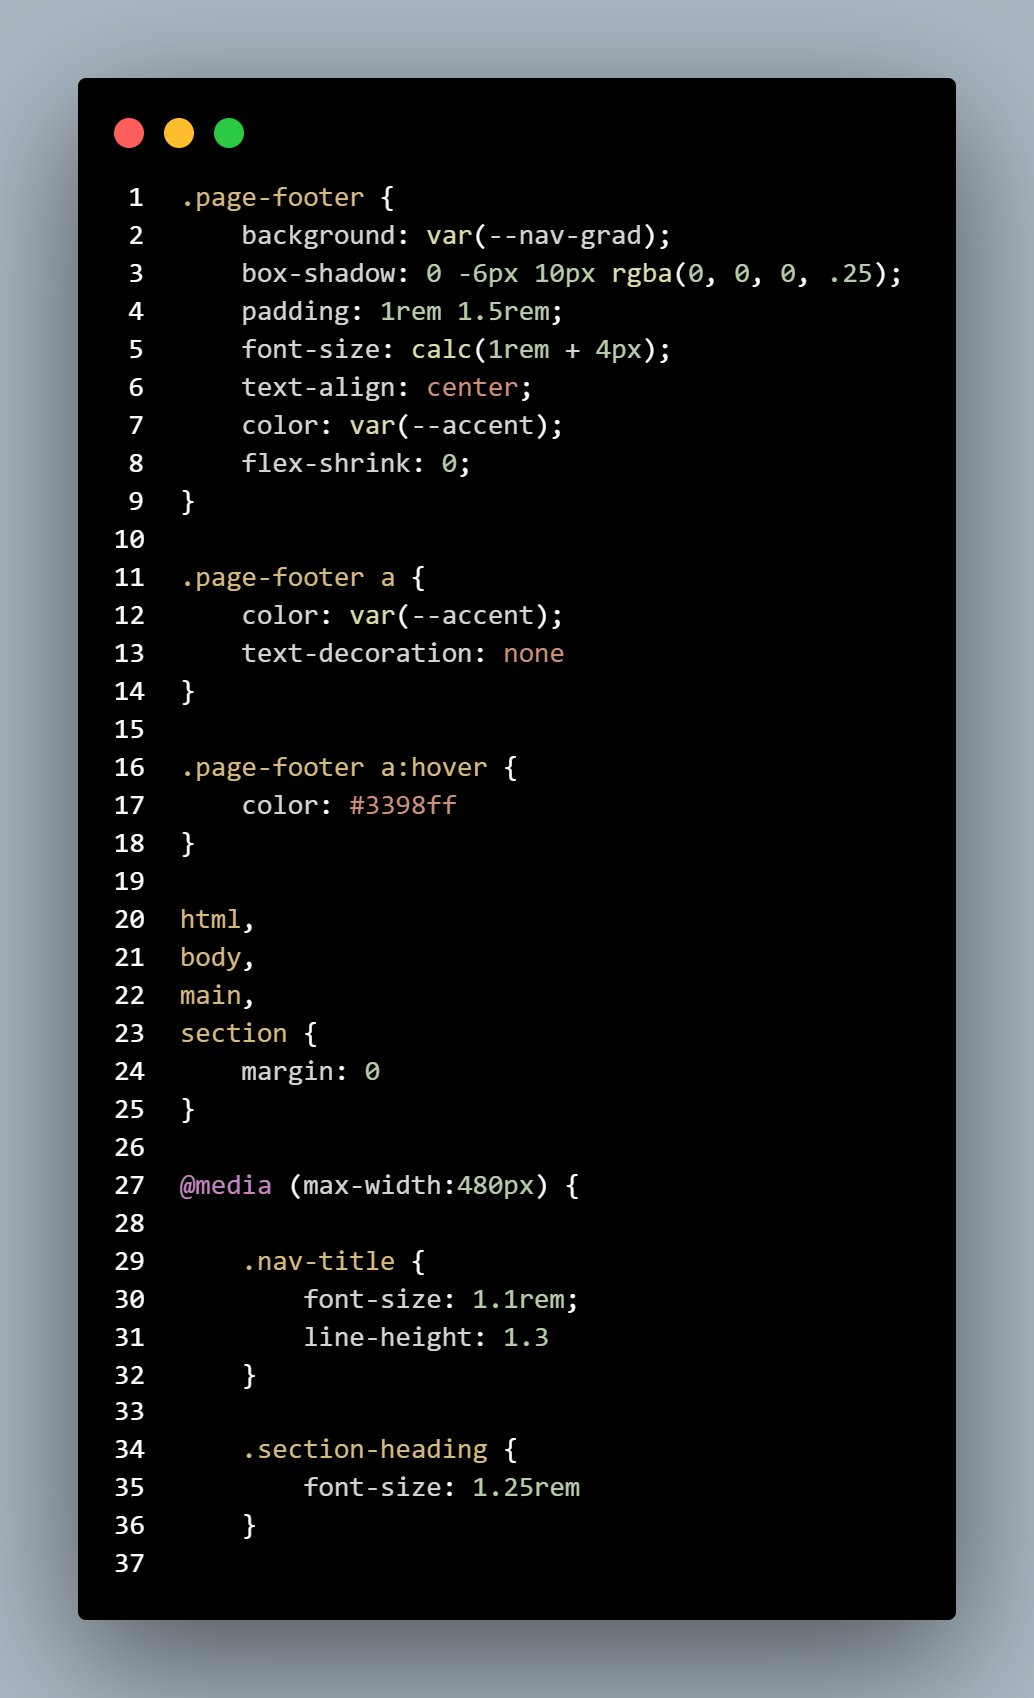 1 .page-footer {
2     background: var(--nav-grad);
3     box-shadow: 0 -6px 10px rgba(0, 0, 0, .25);
4     padding: 1rem 1.5rem;
5     font-size: calc(1rem + 4px);
6     text-align: center;
7     color: var(--accent);
8     flex-shrink: 0;
9 }
10
11 .page-footer a {
12     color: var(--accent);
13     text-decoration: none
14 }
15
16 .page-footer a:hover {
17     color: #3398ff
18 }
19
20 html,
21 body,
22 main,
23 section {
24     margin: 0
25 }
26
27 @media (max-width:480px) {
28
29     .nav-title {
30         font-size: 1.1rem;
31         line-height: 1.3
32     }
33
34     .section-heading {
35         font-size: 1.25rem
36     }
37